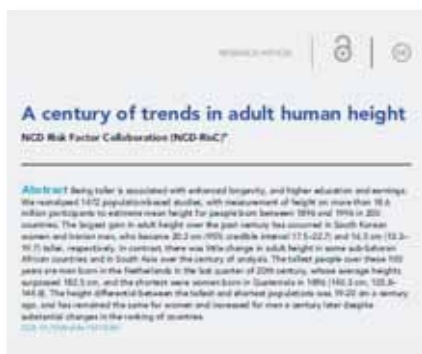 RESEARCH ARTICLE
A century of trends in adult human height
NCD Risk Factor Collaboration (NCD-RisC)*
Abstract Being taller is associated with enhanced longevity, and higher education and earnings.
We reanalysed 1472 population-based studies, with measurement of height on more than 18.6
million participants to estimate mean height for people born between 1896 and 1996 in 200
countries. The largest gain in adult height over the past century has occurred in South Korean
women and Iranian men, who became 20.2 cm (95% credible interval 17.5–22.7) and 16.5 cm (13.3–
19.7) taller, respectively. In contrast, there was little change in adult height in some sub-Saharan
African countries and in South Asia over the century of analysis. The tallest people over these 100
years are men born in the Netherlands in the last quarter of 20th century, whose average heights
surpassed 182.5 cm, and the shortest were women born in Guatemala in 1896 (140.3 cm; 135.8–
144.8). The height differential between the tallest and shortest populations was 19-20 cm a century
ago, and has remained the same for women and increased for men a century later despite
substantial changes in the ranking of countries.